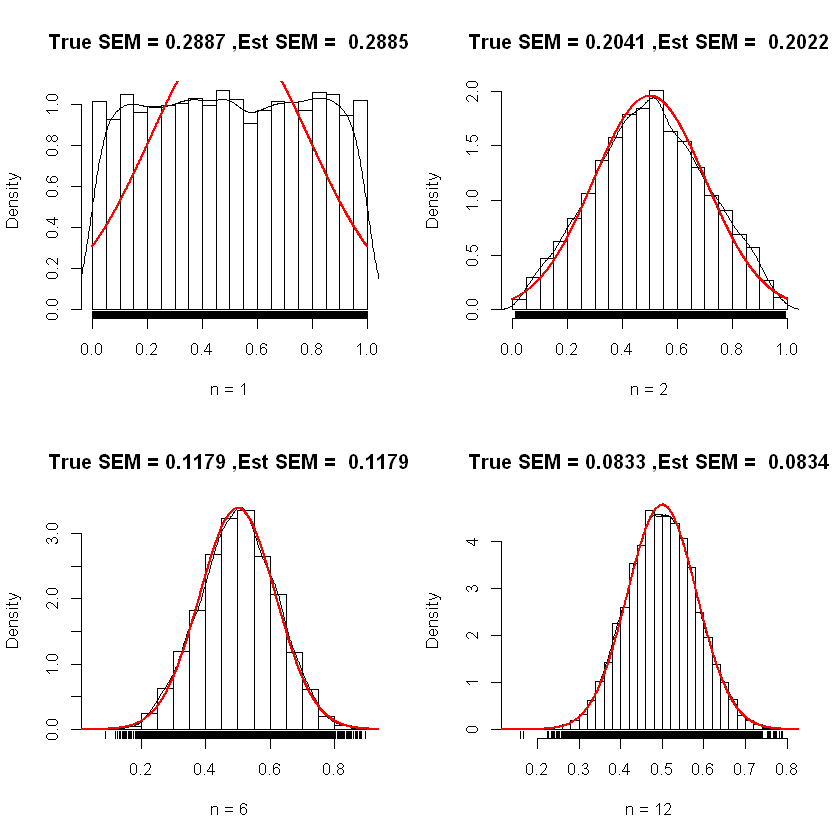 True SEM = 0.2887 ,Est SEM =  0.2885
Density
0.0 0.2 0.4 0.6 0.8 1.0
0.0 0.2 0.4 0.6 0.8 1.0
n = 1
True SEM = 0.2041 ,Est SEM =  0.2022
Density
0.0 0.5 1.0 1.5 2.0
0.0 0.2 0.4 0.6 0.8 1.0
n = 2
True SEM = 0.1179 ,Est SEM =  0.1179
Density
0.0 1.0 2.0 3.0
0.2 0.4 0.6 0.8
n = 6
True SEM = 0.0833 ,Est SEM =  0.0834
Density
0 1 2 3 4
0.2 0.3 0.4 0.5 0.6 0.7 0.8
n = 12